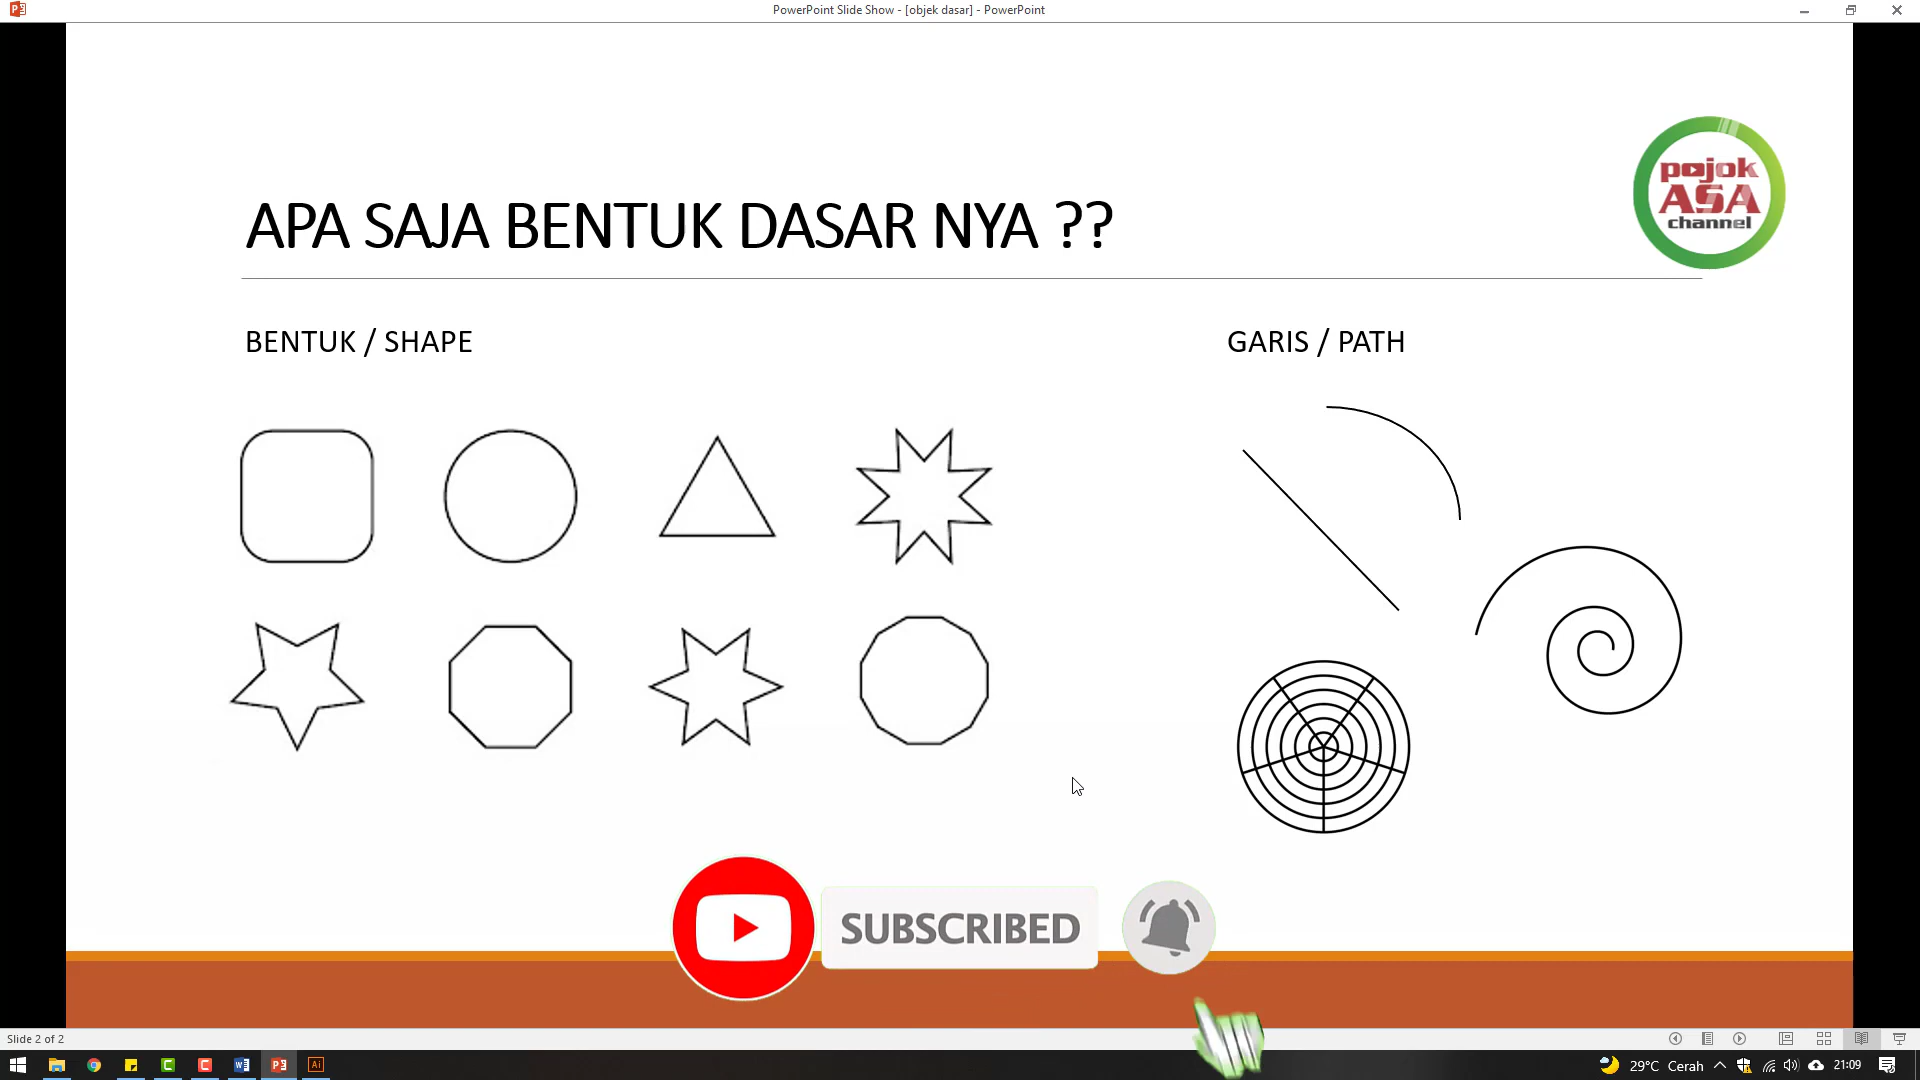 PowerPoint Slide Show - [objek dasar] - PowerPoint
pojok
ASA
channel
APA SAJA BENTUK DASAR NYA ??
BENTUK / SHAPE
GARIS / PATH
SUBSCRIBED
Slide 2 of 2
29°C Cerah
21:09